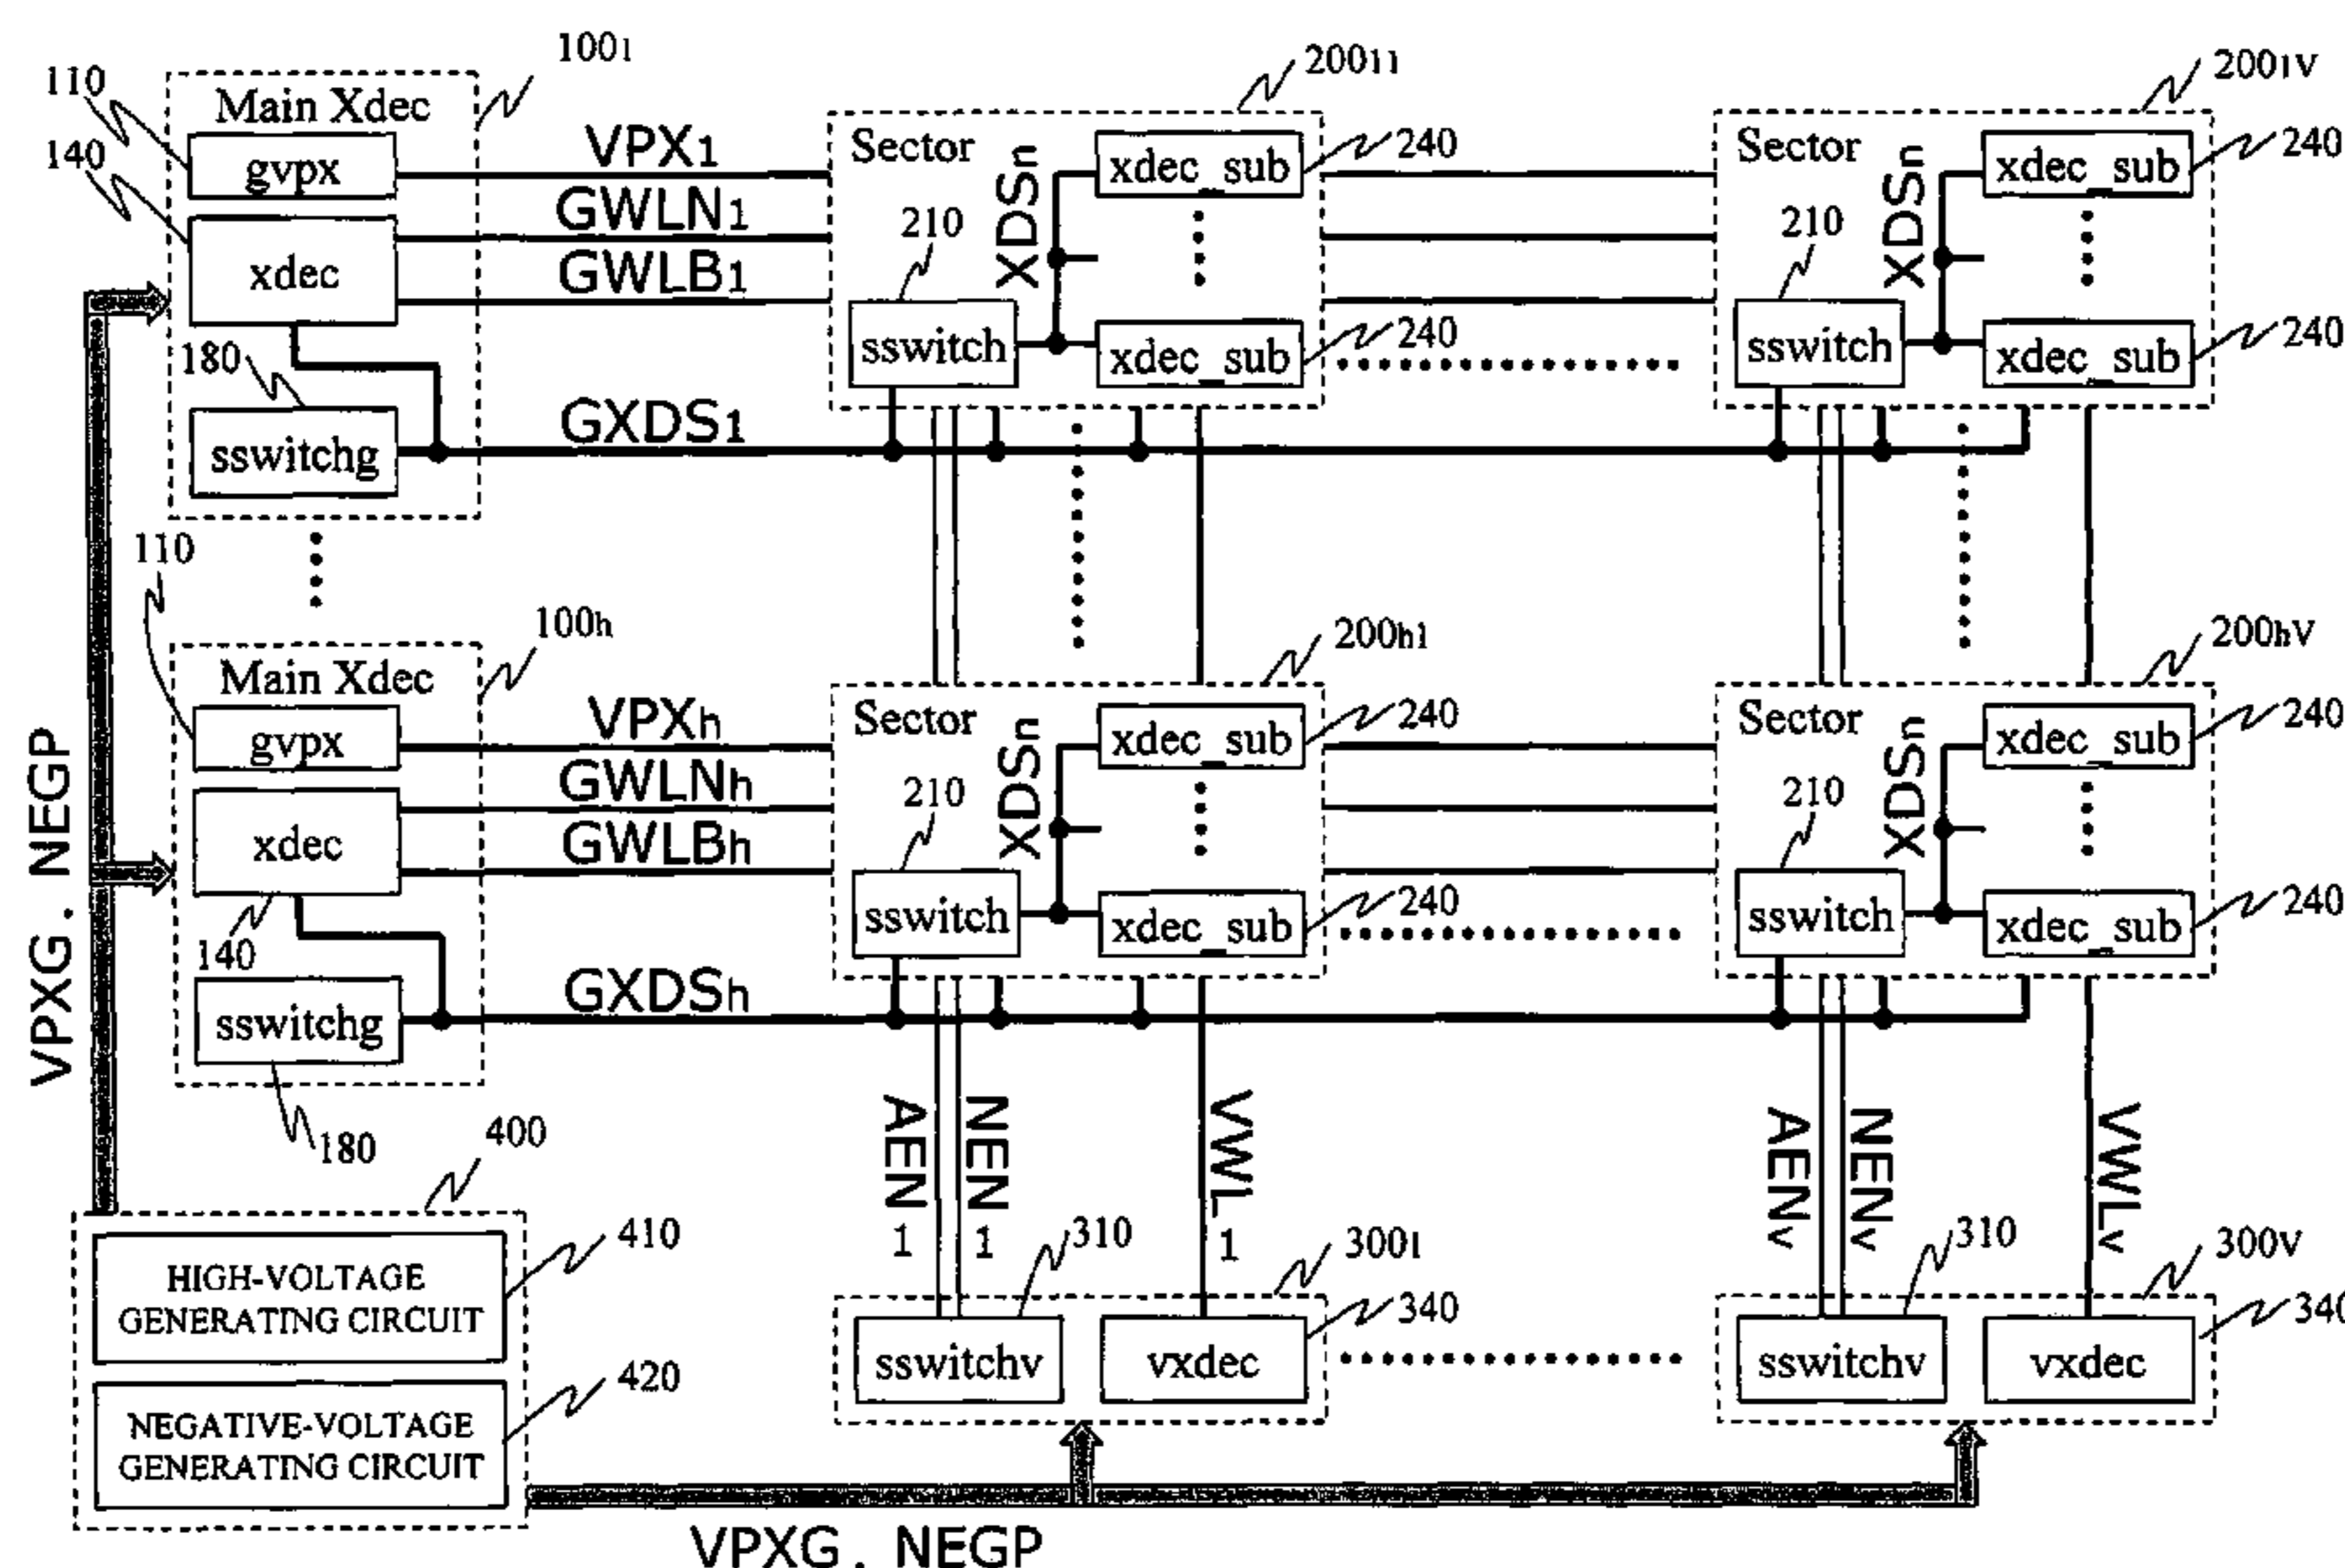 100₁
200₁₁
200₁V
110
Main Xdec
gvpx
140
xdec
180
sswitchg
VPX₁
GWLN₁
GWLB₁
GXDS₁
Sector
XDSn
xdec_sub
240
210
sswitch
xdec_sub
240
Sector
XDSn
xdec_sub
240
210
sswitch
xdec_sub
240
110
100h
200h1
200hV
Main Xdec
gvpx
xdec
140
sswitchg
180
VPXh
GWLNh
GWLBh
GXDSh
Sector
XDSn
xdec_sub
240
210
sswitch
xdec_sub
240
Sector
XDSn
xdec_sub
240
210
sswitch
xdec_sub
240
VPXG, NEGP
400
HIGH-VOLTAGE
GENERATING CIRCUIT
410
NEGATIVE-VOLTAGE
GENERATING CIRCUIT
420
AEN₁
NEN₁
VWL_1
310
300₁
sswitchv
vxdec
340
AENv
NENv
VWLv
310
300V
sswitchv
vxdec
340
VPXG, NEGP